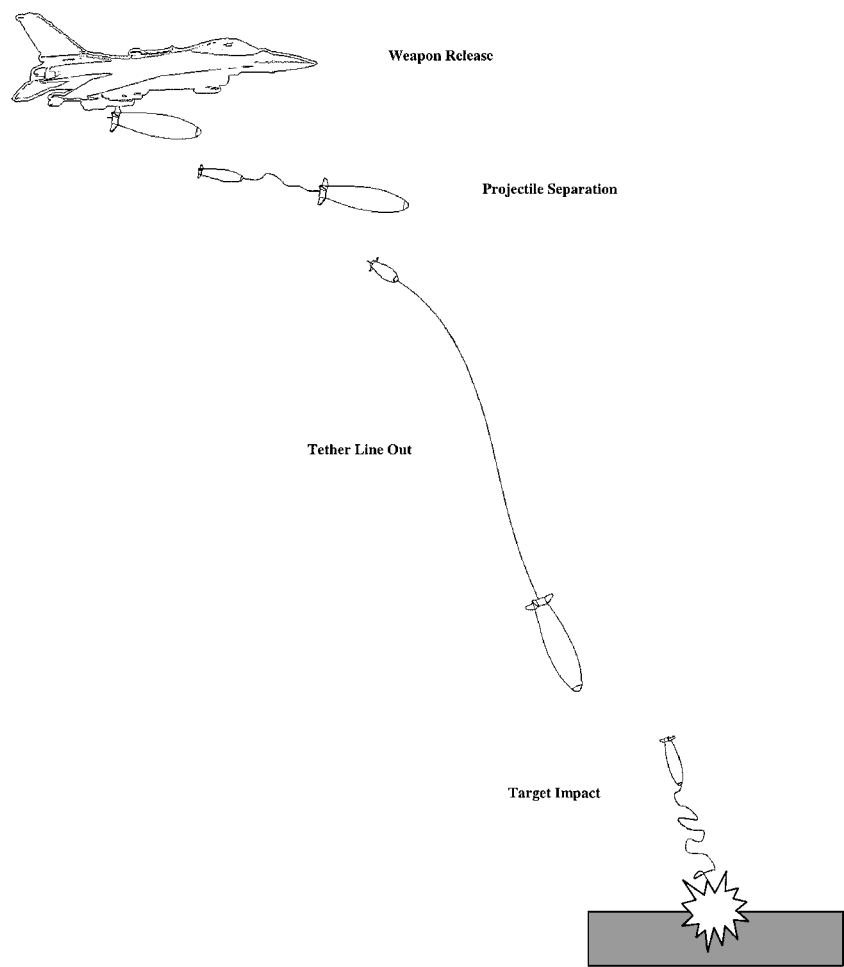 Weapon Release
Projectile Separation
Tether Line Out
Target Impact